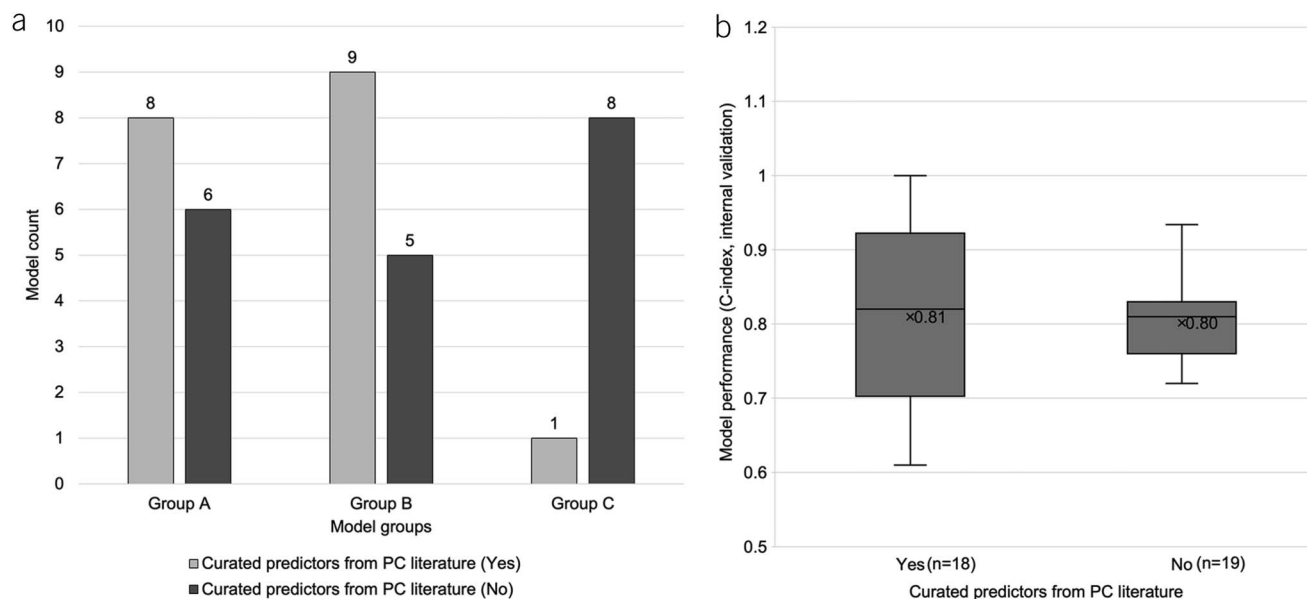 a
Model count
10
9
8
7
6
5
4
3
2
1
0
8
6
9
5
1
8
Group A
Group B
Group C
Model groups
Curated predictors from PC literature (Yes)
Curated predictors from PC literature (No)
b
Model performance (C-index, internal validation)
1.2
1.1
1
0.9
0.8
0.7
0.6
0.5
×0.81
×0.80
Yes (n=18)
No (n=19)
Curated predictors from PC literature